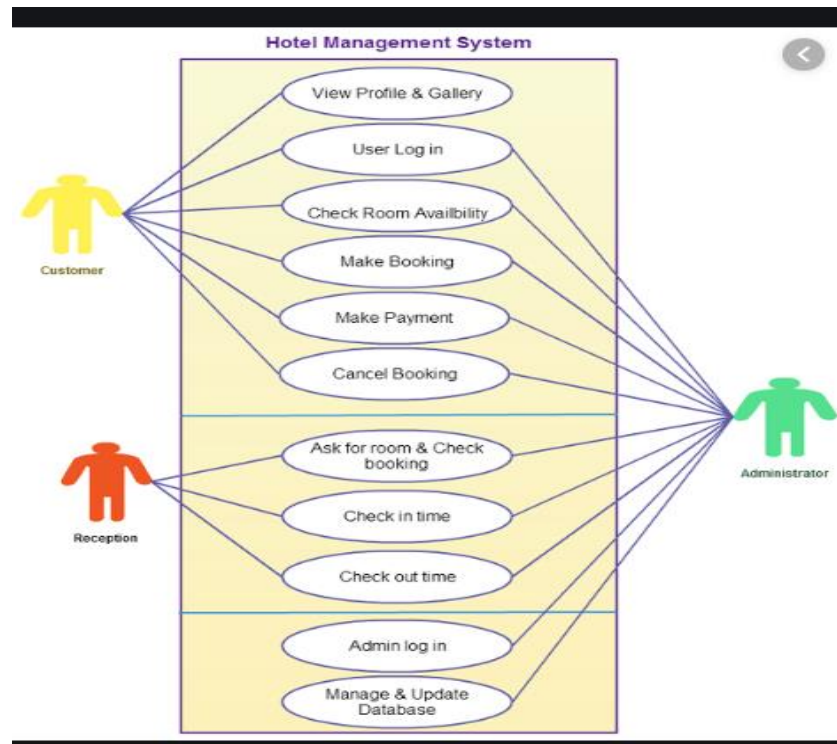 Hotel Management System
View Profile & Gallery
User Log in
Check Room Availbility
Make Booking
Customer
Make Payment
Cancel Booking
Ask for room & Check
booking
Administrator
Check in time
Reception
Check out time
Admin log in
Manage & Update
Database